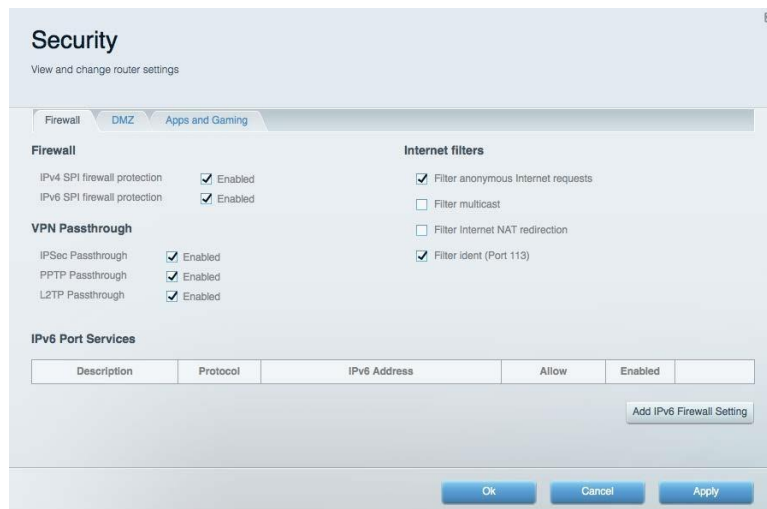 Security
View and change router settings
Firewall
DMZ
Apps and Gaming
Firewall
IPv4 SPI firewall protection Enabled
IPv6 SPI firewall protection Enabled
VPN Passthrough
IPSec Passthrough Enabled
PPTP Passthrough Enabled
L2TP Passthrough Enabled
Internet filters
Filter anonymous Internet requests
Filter multicast
Filter Internet NAT redirection
Filter ident (Port 113)
IPv6 Port Services
Description Protocol IPv6 Address Allow Enabled
Add IPv6 Firewall Setting
Ok Cancel Apply